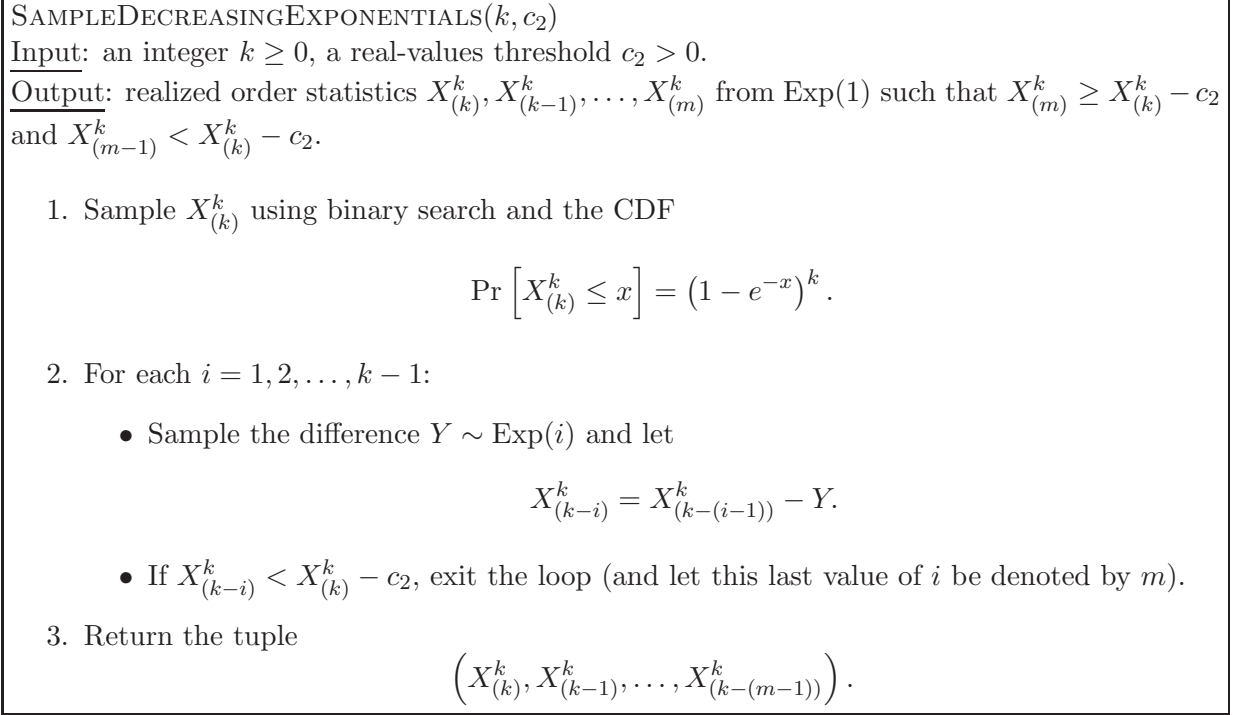 SAMPLEDECREASINGEXPONENTIALS(k, c₂)
Input: an integer k ≥ 0, a real-values threshold c₂ > 0.
Output: realized order statistics X^k_(k), X^k_(k−1), . . . , X^k_(m) from Exp(1) such that X^k_(m) ≥ X^k_(k) − c₂
and X^k_(m−1) < X^k_(k) − c₂.
1. Sample X^k_(k) using binary search and the CDF
Pr [X^k_(k) ≤ x] = (1 − e^−x)^k .
2. For each i = 1, 2, . . . , k − 1:
• Sample the difference Y ∼ Exp(i) and let
X^k_(k−i) = X^k_(k−(i−1)) − Y.
• If X^k_(k−i) < X^k_(k) − c₂, exit the loop (and let this last value of i be denoted by m).
3. Return the tuple
(X^k_(k), X^k_(k−1), . . . , X^k_(k−(m−1))) .